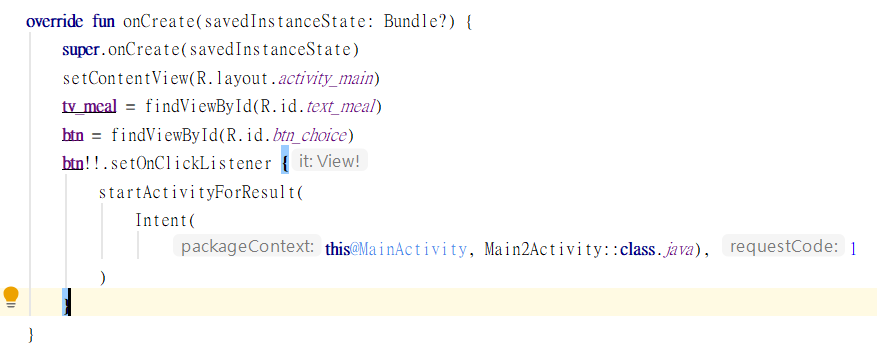 override fun onCreate(savedInstanceState: Bundle?) {
super.onCreate(savedInstanceState)
setContentView(R.layout.activity_main)
tv_meal = findViewById(R.id.text_meal)
btn = findViewById(R.id.btn_choice)
btn!!.setOnClickListener { it: View!
startActivityForResult(
Intent(
packageContext: this@MainActivity, Main2Activity::class.java), requestCode: 1
)
}
}